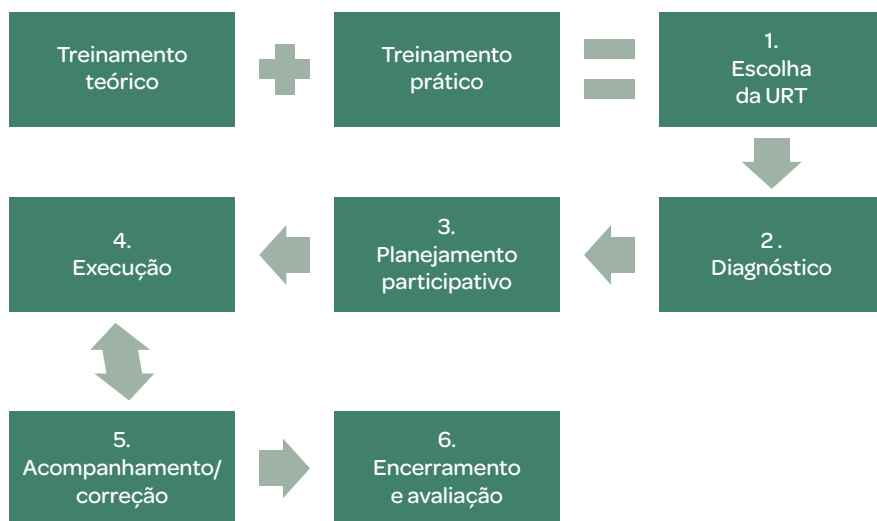 Treinamento
teórico
Treinamento
prático
1.
Escolha
da URT
2 .
Diagnóstico
3.
Planejamento
participativo
4.
Execução
5.
Acompanhamento/
correção
6.
Encerramento
e avaliação